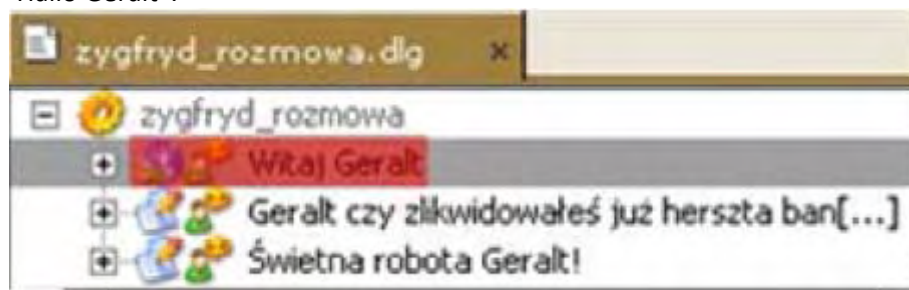 zygfryd_rozmowa.dlg
zygfryd_rozmowa
Witaj Geralt
Geralt czy zlikwidowałeś już herszta ban[...]
Świetna robota Geralt!